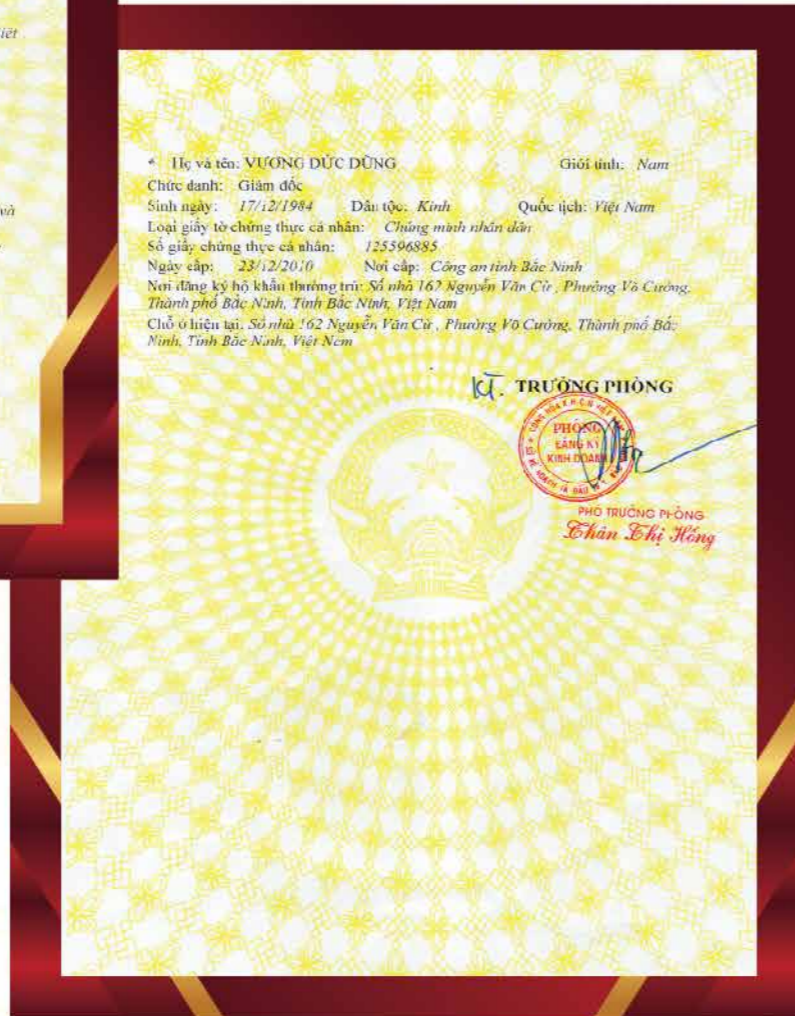 iệt
và
* Họ và tên: VƯƠNG ĐỨC DŨNG Giới tính: Nam
Chức danh: Giám đốc
Sinh ngày: 17/12/1984 Dân tộc: Kinh Quốc tịch: Việt Nam
Loại giấy tờ chứng thực cá nhân: Chứng minh nhân dân
Số giấy chứng thực cá nhân: 125596885
Ngày cấp: 23/12/2010 Nơi cấp: Công an tỉnh Bắc Ninh
Nơi đăng ký hộ khẩu thường trú: Số nhà 162 Nguyễn Văn Cừ , Phường Võ Cường,
Thành phố Bắc Ninh, Tỉnh Bắc Ninh, Việt Nam
Chỗ ở hiện tại: Số nhà 162 Nguyễn Văn Cừ , Phường Võ Cường, Thành phố Bắc
Ninh, Tỉnh Bắc Ninh, Việt Nam
KT. TRƯỞNG PHÒNG
PHÒNG
ĐĂNG KÝ
KINH DOANH
PHÓ TRƯỞNG PHÒNG
Thân Thị Hồng